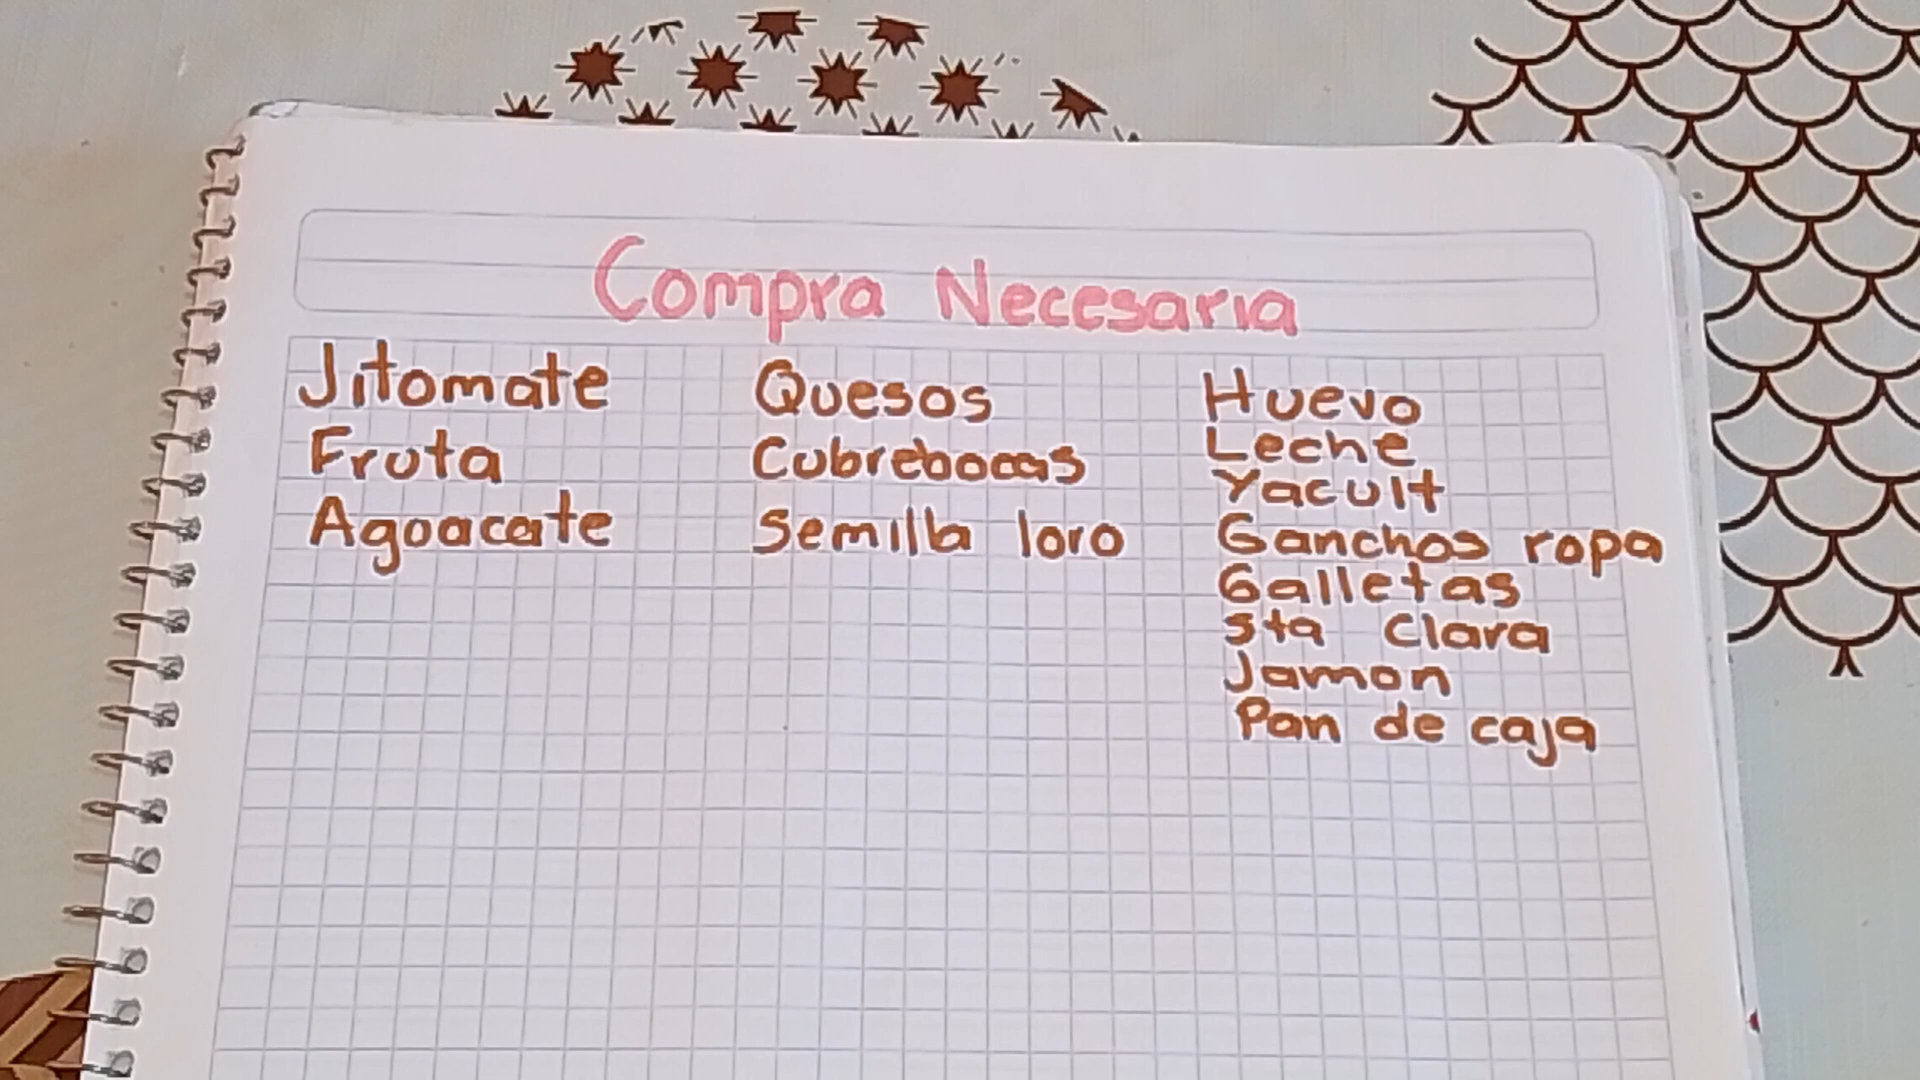 Compra Necesaria
Jitomate
Fruta
Agoacate
Quesos
Cubrebocas
Semilla loro
Huevo
Leche
Yacult
Ganchos ropa
Galletas
Sta Clara
Jamon
Pan de caja